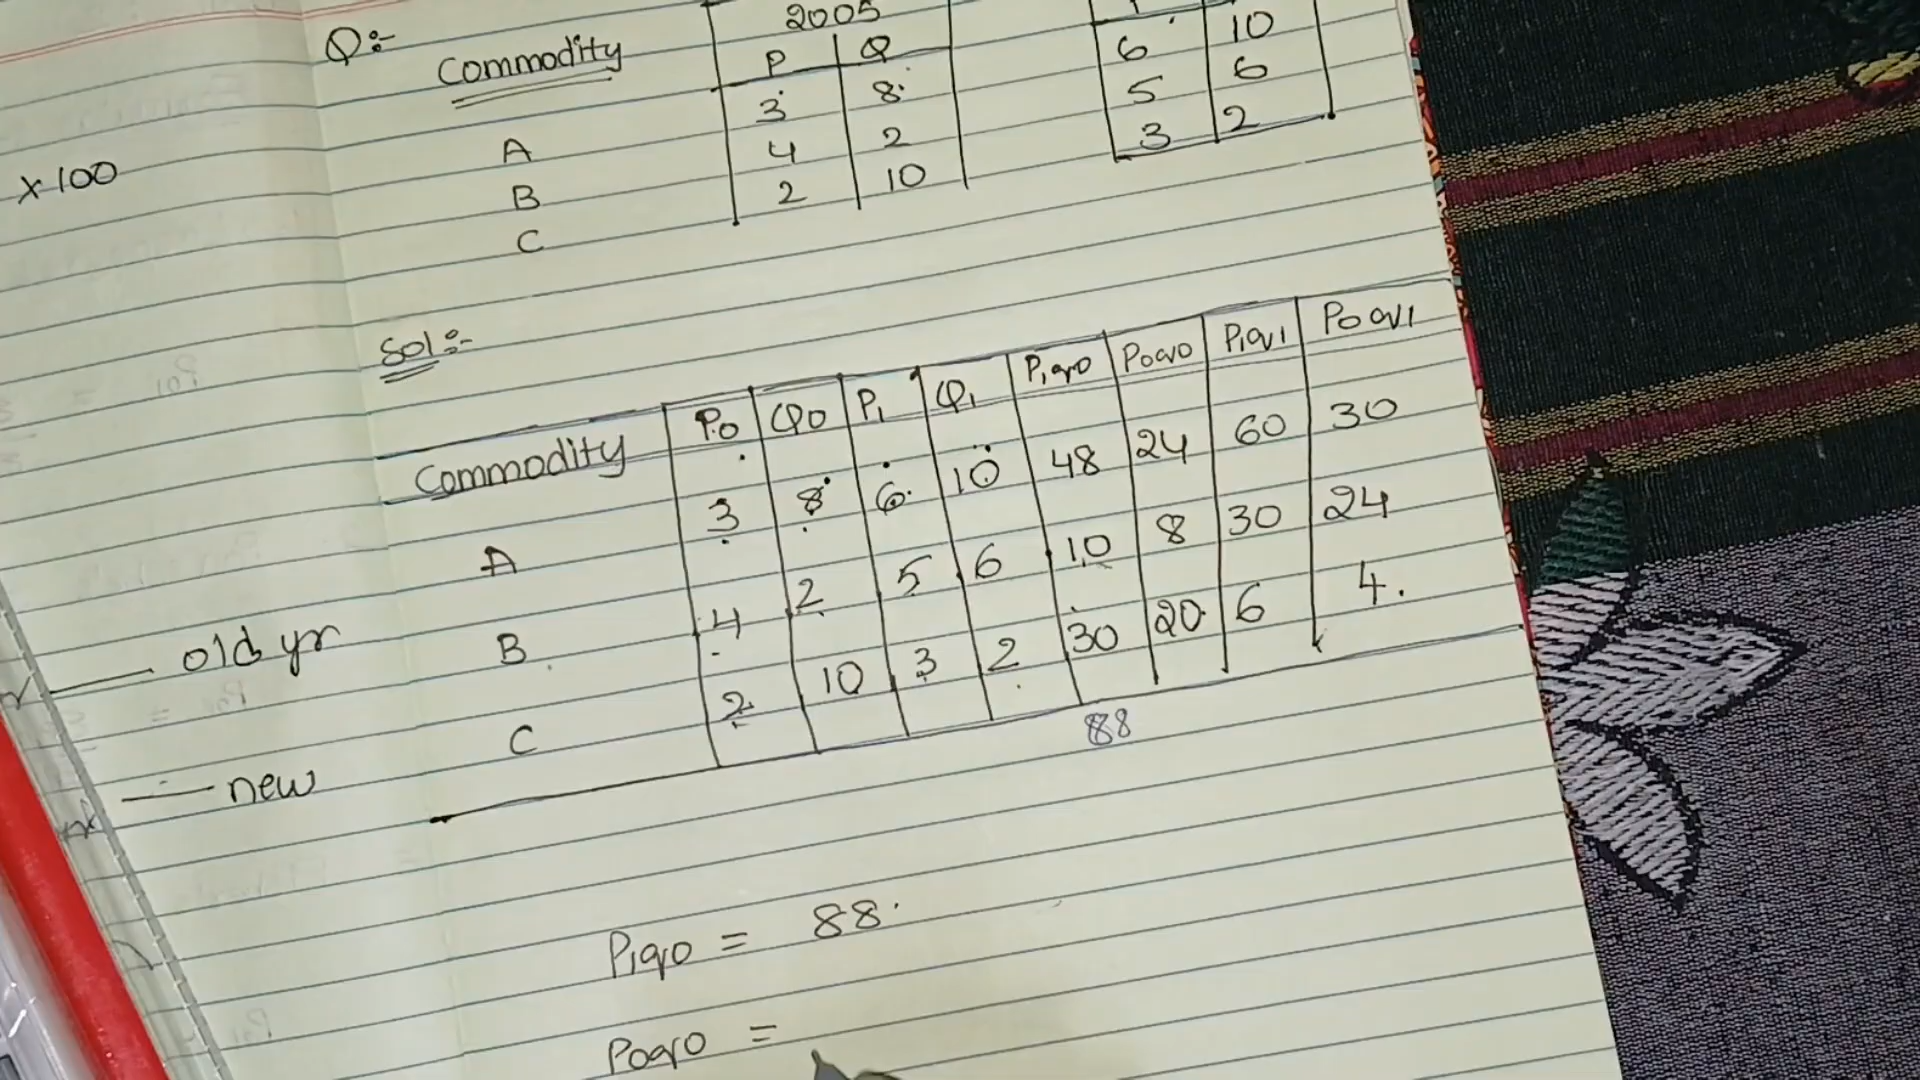 2005
Q:-
Commodity P Q
6 10
A 3 8 5 6
B 4 2 3 2
C 2 10
x 100
Sol:-
Commodity P0 Q0 P1 Q1 P1q0 P0q0 P1q1 P0q1
A 3 8 6 10 48 24 60 30
B 4 2 5 6 10 8 30 24
C 2 10 3 2 30 20 6 4.
88
old yr
new
P1q0 = 88.
P0q0 =